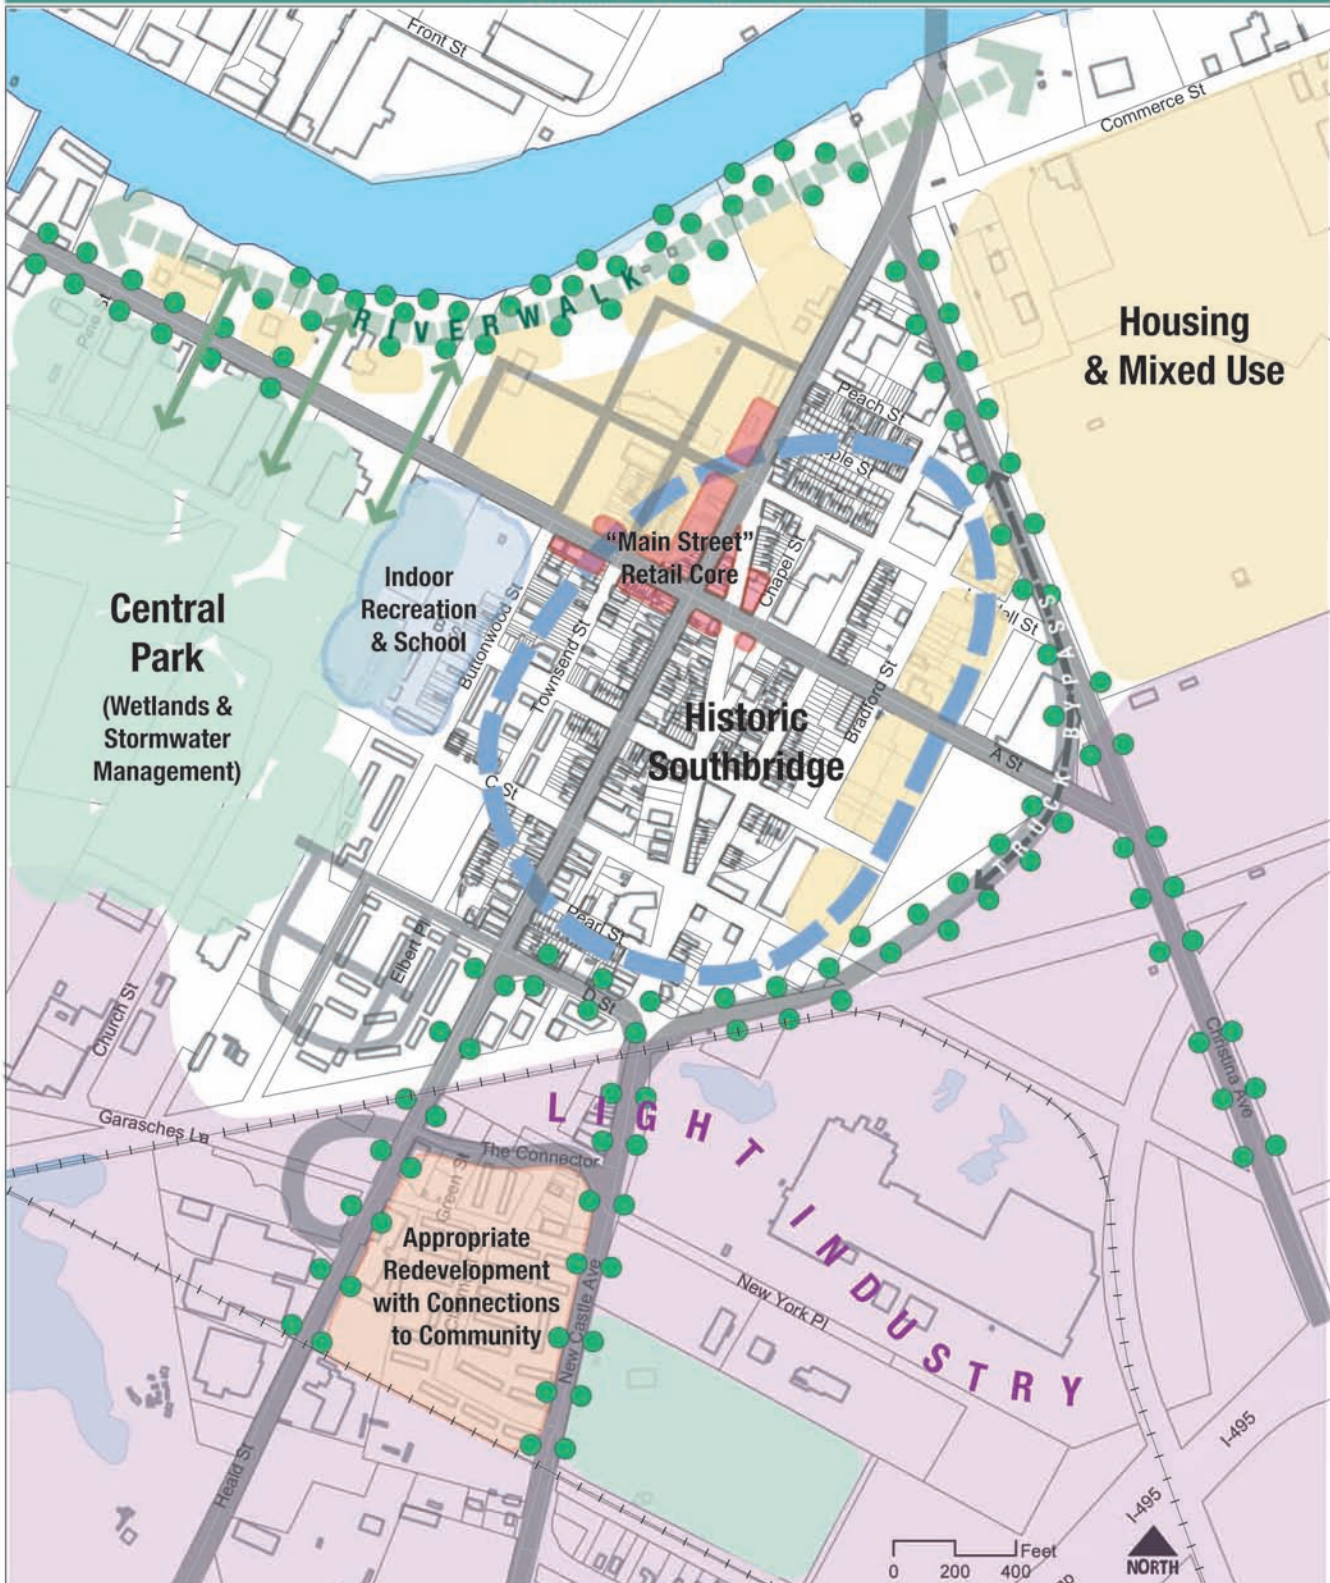 Front St
Commerce St
RIVERWALK
Housing
& Mixed Use
Peach St
"Main Street"
Retail Core
Chapel St
Indoor
Recreation
& School
Buttonwood St
Townsend St
Central
Park
(Wetlands &
Stormwater
Management)
Historic
Southbridge
Bradford St
A St
TRUCK BYPASS
C St
Pearl St
D St
Elbert Pl
Church St
Christina Ave
Garasches La
The Connector
Green St
LIGHT INDUSTRY
Appropriate
Redevelopment
with Connections
to Community
New Castle Ave
New York Pl
Heald St
I-495
I-495
Feet
0 200 400
NORTH